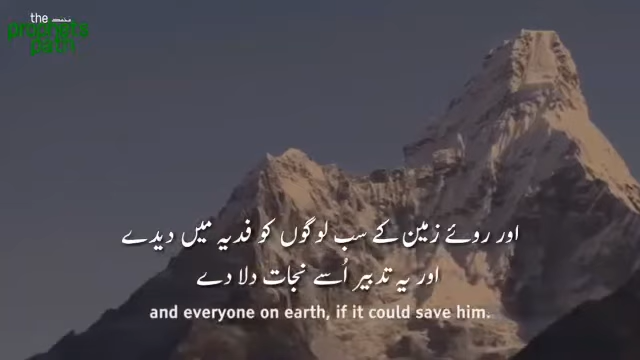 the
prophet's
path
اور روئے زمین کے سب لوگوں کو فدیہ میں دیدے
اور یہ تدبیر اُسے نجات دلا دے
and everyone on earth, if it could save him.